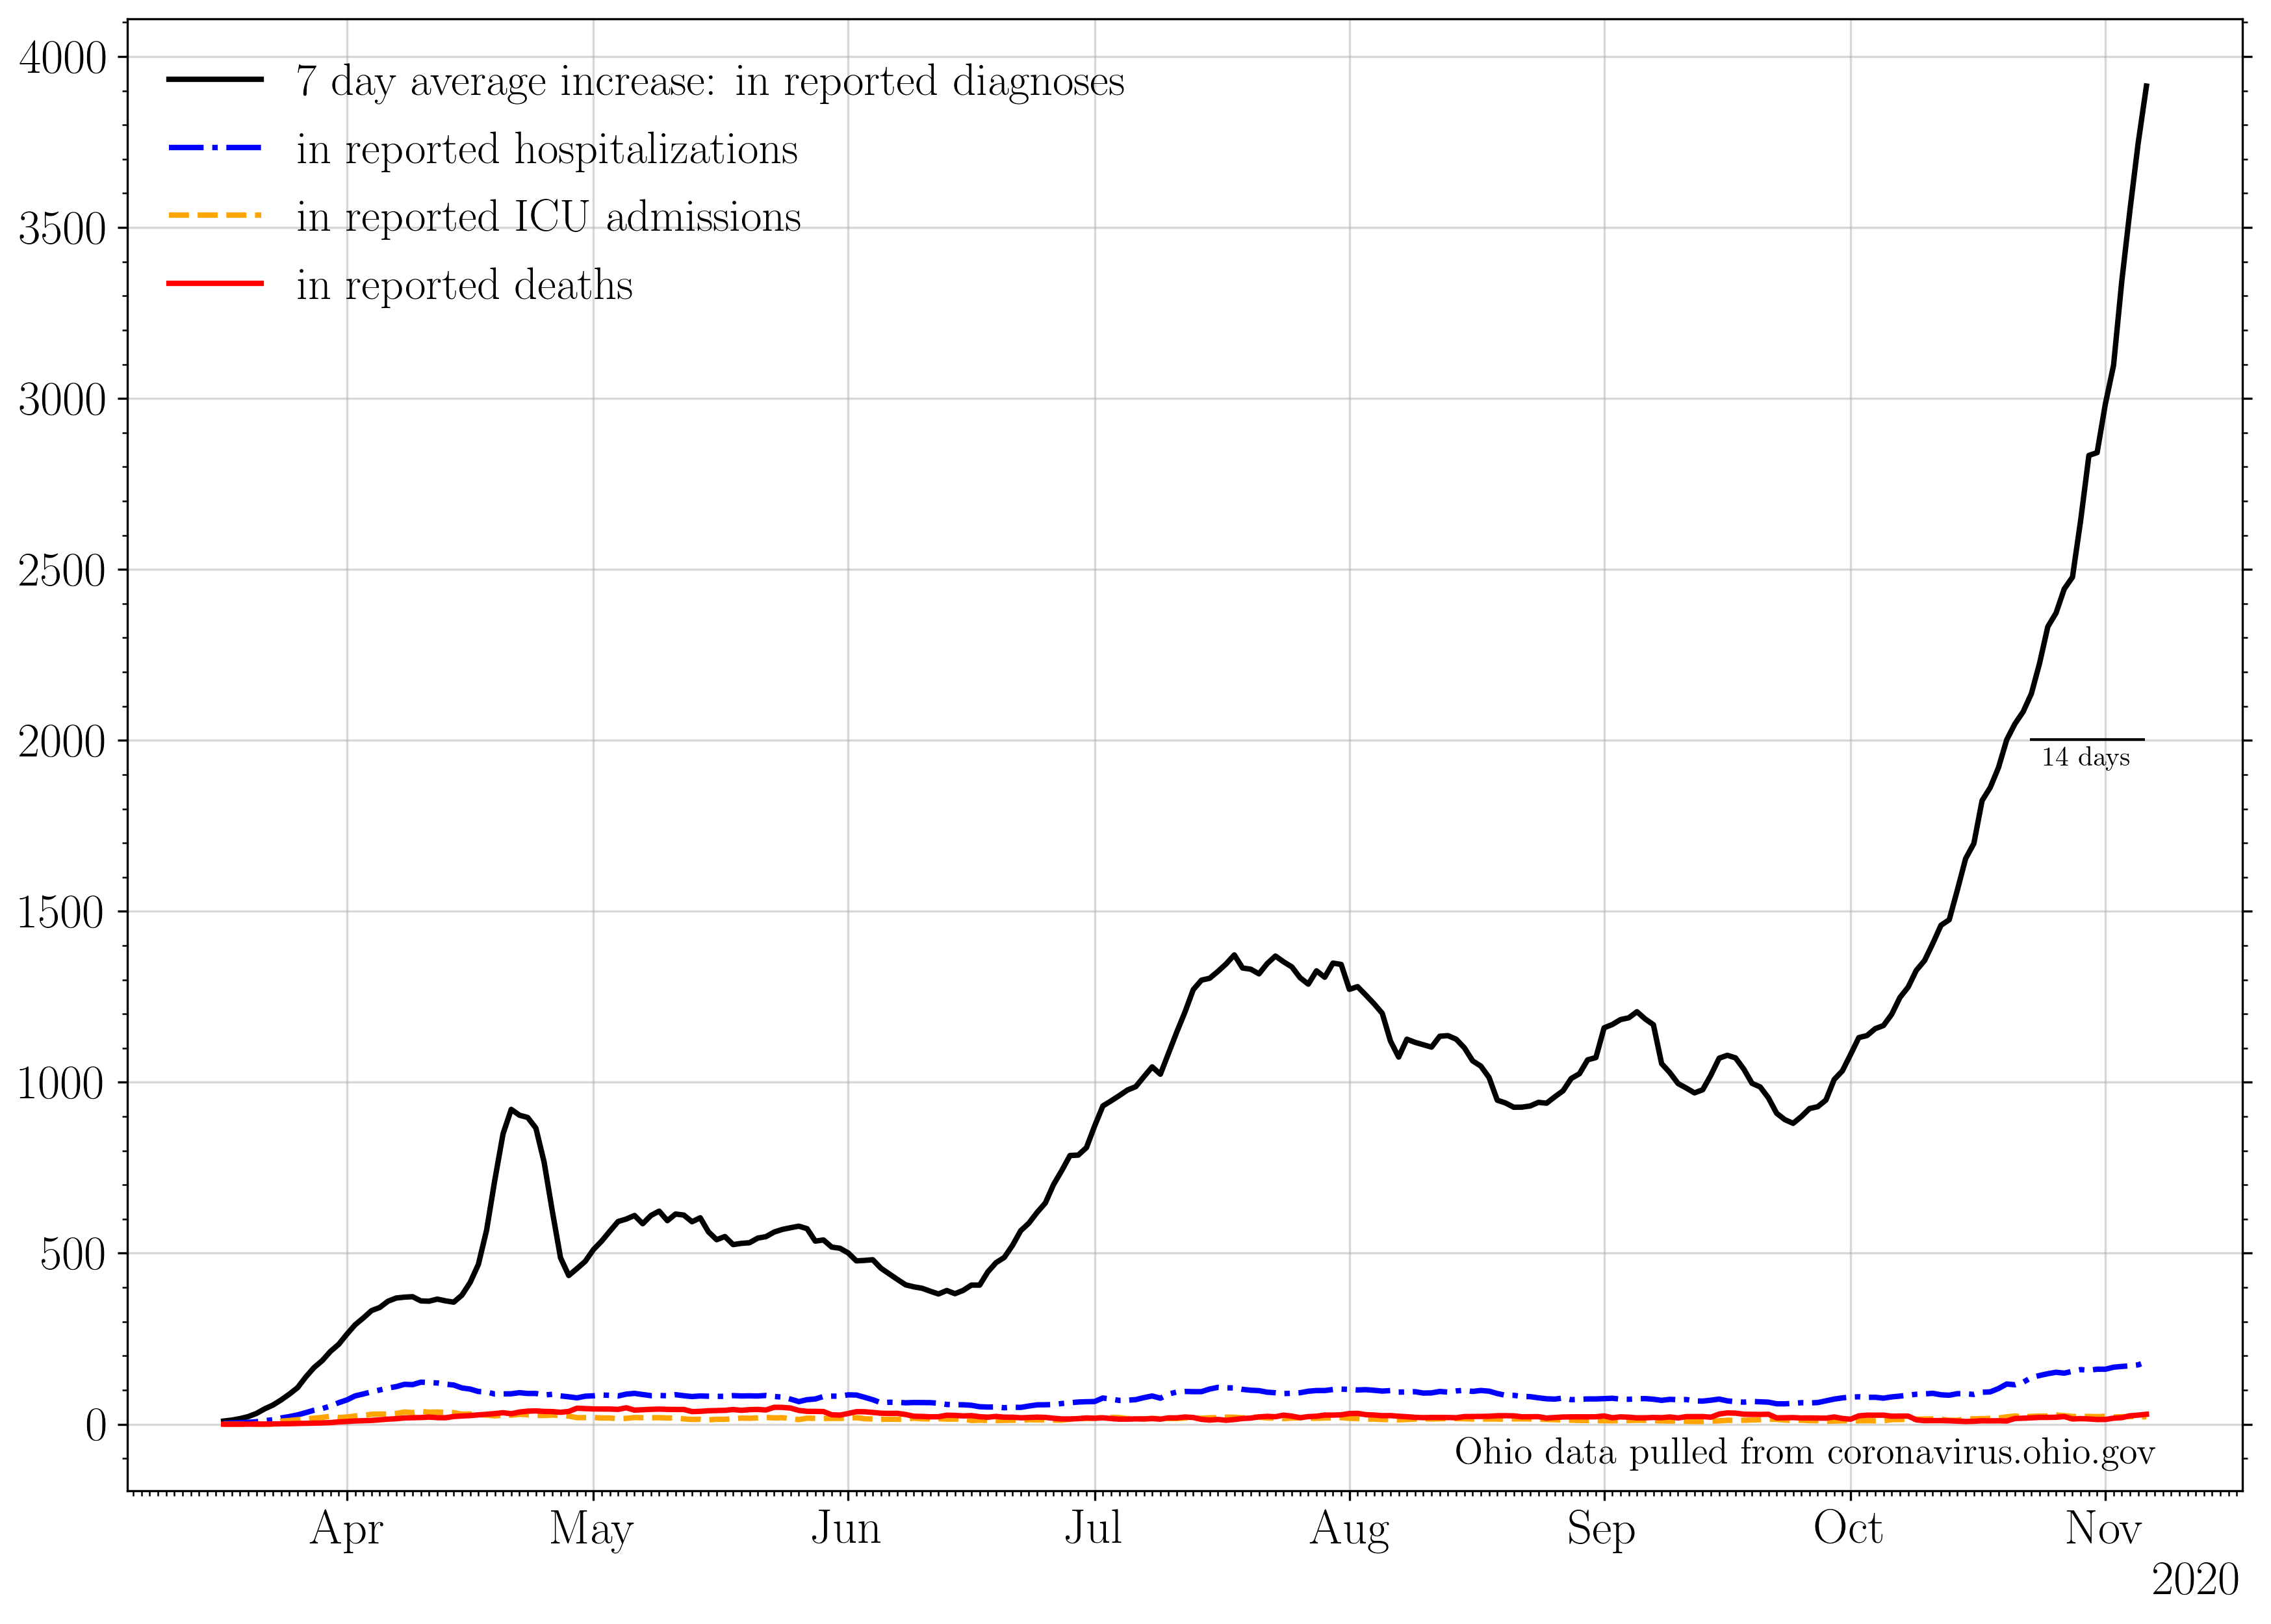 4000
3500
3000
2500
2000
1500
1000
500
0
7 day average increase: in reported diagnoses
in reported hospitalizations
in reported ICU admissions
in reported deaths
14 days
Ohio data pulled from coronavirus.ohio.gov
Apr May Jun Jul Aug Sep Oct Nov
2020